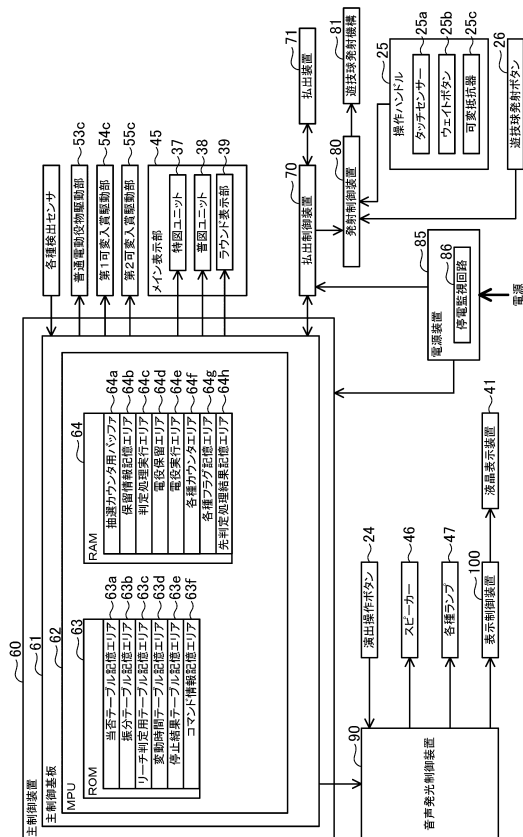 60
主制御装置
61
主制御基板
62
MPU
63
ROM
当否テーブル記憶エリア 63a
振分テーブル記憶エリア 63b
リーチ判定用テーブル記憶エリア 63c
変動時間テーブル記憶エリア 63d
停止結果テーブル記憶エリア 63e
コマンド情報記憶エリア 63f
64
RAM
抽選カウンタ用バッファ 64a
保留情報記憶エリア 64b
判定処理実行エリア 64c
電役保留エリア 64d
電役実行エリア 64e
各種カウンタエリア 64f
各種フラグ記憶エリア 64g
先判定処理結果記憶エリア 64h
各種検出センサ
普通電動役物駆動部 53c
第1可変入賞駆動部 54c
第2可変入賞駆動部 55c
メイン表示部 45
特図ユニット 37
普図ユニット 38
ラウンド表示部 39
払出制御装置 70
払出装置 71
発射制御装置 80
遊技球発射機構 81
操作ハンドル 25
タッチセンサー 25a
ウェイトボタン 25b
可変抵抗器 25c
遊技球発射ボタン 26
電源装置 85
停電監視回路 86
電源
音声発光制御装置 90
演出操作ボタン 24
スピーカー 46
各種ランプ 47
表示制御装置 100
液晶表示装置 41